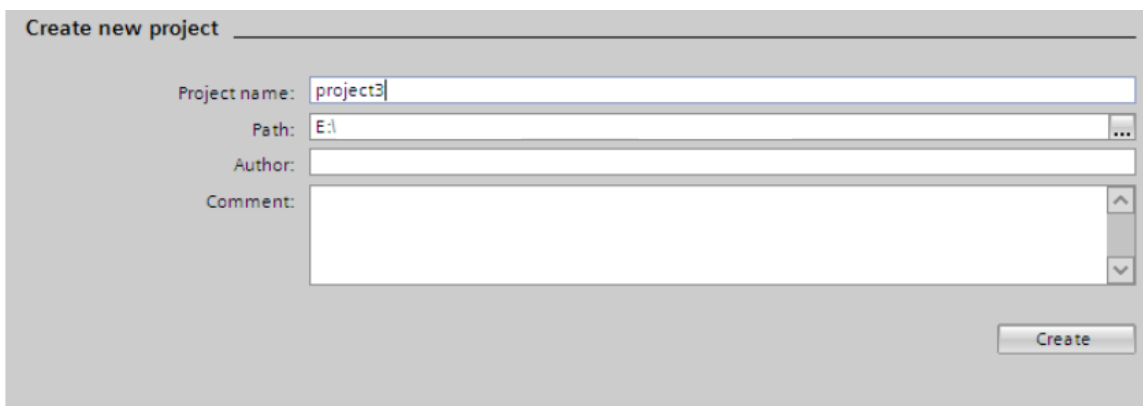 Create new project
Project name: project3
Path: E:\ ...
Author:
Comment:
Create